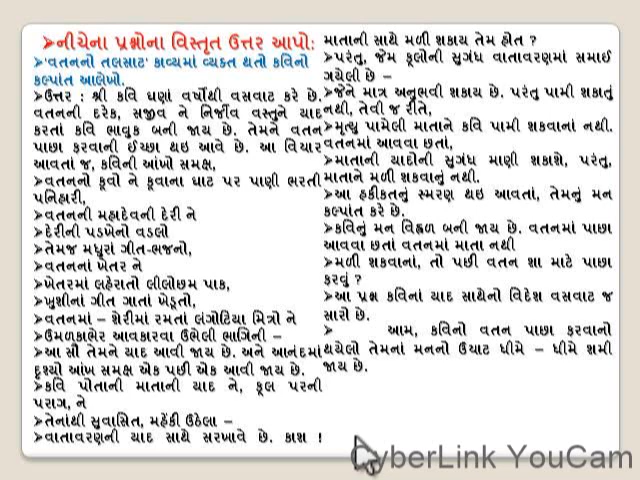 ➢નીચેના પ્રશ્નોના વિસ્તૃત ઉત્તર આપો:
➢'વતનનો તલસાટ' કાવ્યમાં વ્યક્ત થતો કવિનો
કલ્પાંત આલેખો.
➢ઉત્તર : શ્રી કવિ ઘણાં વર્ષોથી વસવાટ કરે છે.
વતનની દરેક, સજીવ ને નિર્જીવ વસ્તુને યાદ
કરતાં કવિ ભાવુક બની જાય છે. તેમને વતન
પાછા કરવાની ઈચ્છા થઇ આવે છે. આ વિચાર
આવતાં જ, કવિની આંખો સમક્ષ,
➢વતનનો કૂવો ને કૂવાના ઘાટ પર પાણી ભરતી
પનિહારી,
➢વતનની મહાદેવની દેરી ને
➢દેરીની પડખેનો વડલો
➢તેમજ મધુરાં ગીત-ભજનો,
➢વતનનાં ખેતર ને
➢ખેતરમાં લહેરાતો લીલોછમ પાક,
➢ખુશીનાં ગીત ગાતાં ખેડૂતો,
➢વતનમાં – શેરીમાં રમતાં લંગોટિયા મિત્રો ને
➢ઉમળકાભેર આવકારવા ઉભેલી ભાગિની –
➢આ સૌ તેમને યાદ આવી જાય છે. અને આનંદમાં
દૃશ્યો આંખ સમક્ષ એક પછી એક આવી જાય છે.
➢કવિ પોતાની માતાની યાદ ને, ફૂલ પરની
પરાગ, ને
➢તેનાંથી સુવાસિત, મહેંકી ઉઠેલા –
➢વાતાવરણની યાદ સાથે સરખાવે છે. કાશ !
માતાની સાથે મળી શકાય તેમ હોત ?
➢પરંતુ, જેમ ફૂલોની સુગંધ વાતાવરણમાં સમાઈ
ગયેલી છે –
➢જેને માત્ર અનુભવી શકાય છે. પરંતુ પામી શકાતું
નથી, તેવી જ રીતે,
➢મૃત્યુ પામેલી માતાને કવિ પામી શકવાનાં નથી.
વતનમાં આવવા છતાં,
➢માતાની યાદોની સુગંધ માણી શકાશે, પરંતુ,
માતાને મળી શકવાનું નથી.
➢આ હકીકતનું સ્મરણ થઇ આવતાં, તેમનું મન
કલ્પાંત કરે છે.
➢કવિનું મન વિહ્વળ બની જાય છે. વતનમાં પાછા
આવવા છતાં વતનમાં માતા નથી
➢મળી શકવાનાં, તો પછી વતન શા માટે પાછા
ફરવું ?
➢આ પ્રશ્ન કવિનાં યાદ સાથેનો વિદેશ વસવાટ જ
સારો છે.
➢ આમ, કવિનો વતન પાછા ફરવાનો
થયેલો તેમનાં મનનો ઉચાટ ધીમે – ધીમે શમી
જાય છે.
CyberLink YouCam